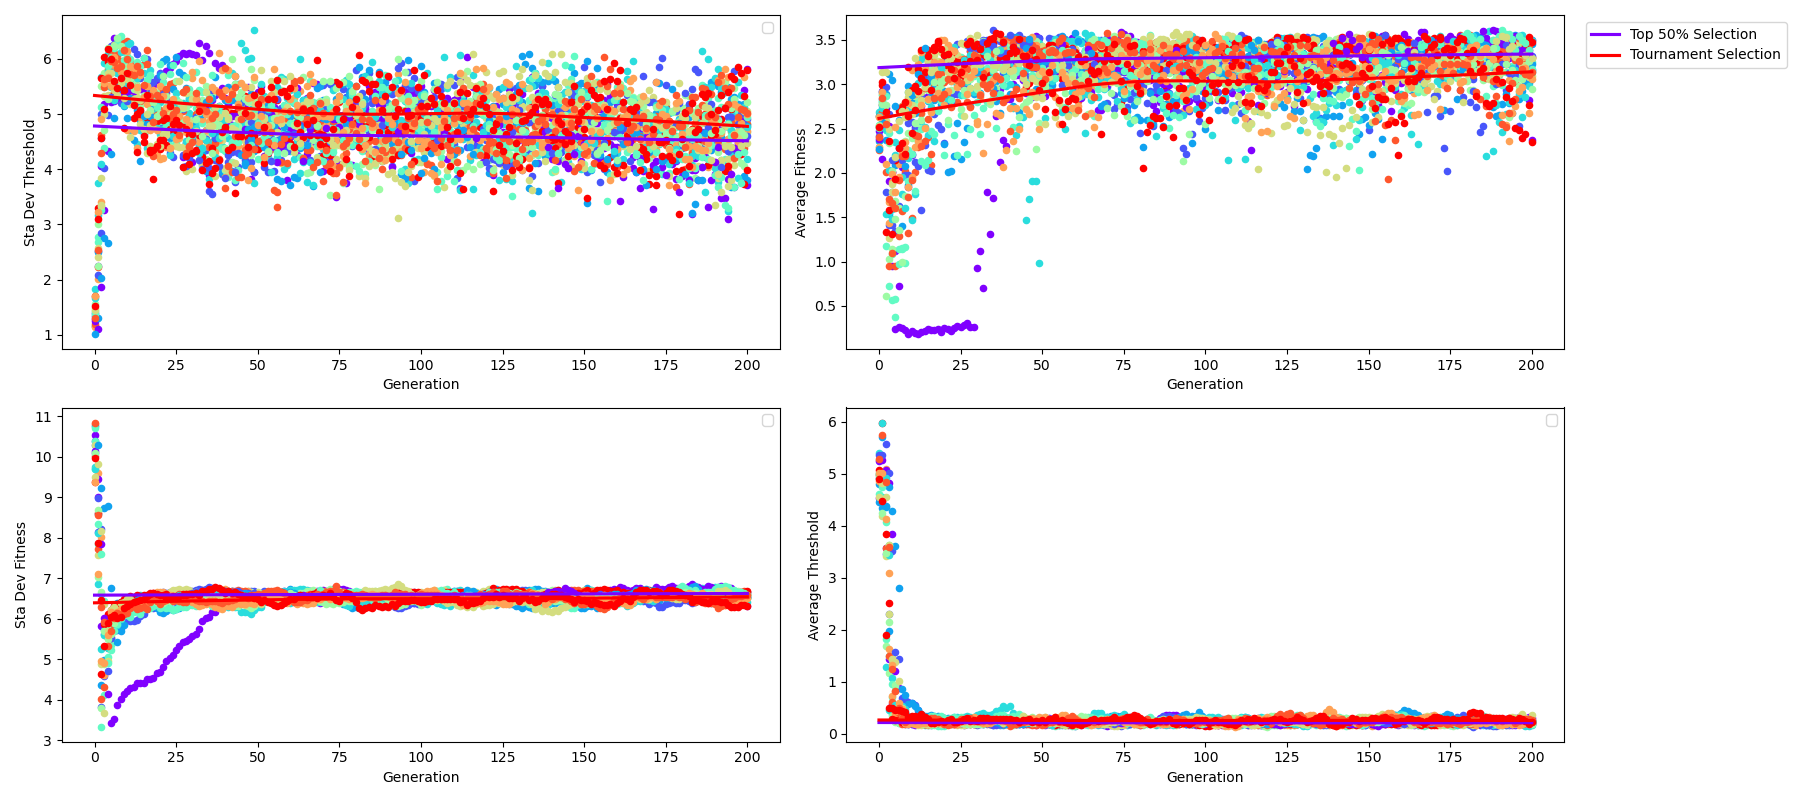 Sta Dev Threshold
6
5
4
3
2
1
0 25 50 75 100 125 150 175 200
Generation
Average Fitness
3.5
3.0
2.5
2.0
1.5
1.0
0.5
0 25 50 75 100 125 150 175 200
Generation
Top 50% Selection
Tournament Selection
Sta Dev Fitness
11
10
9
8
7
6
5
4
3
0 25 50 75 100 125 150 175 200
Generation
Average Threshold
6
5
4
3
2
1
0
0 25 50 75 100 125 150 175 200
Generation